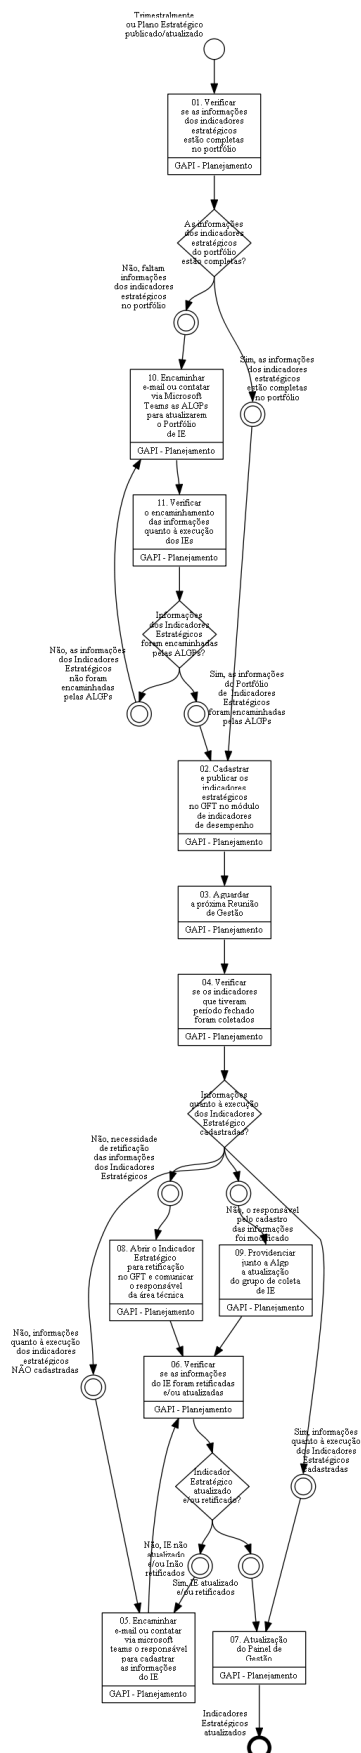 Trimestralmente
ou Plano Estratégico
publicado/atualizado
01. Verificar
se as informações
dos indicadores
estratégicos
estão completas
no portfólio
GAPI - Planejamento
As informações
dos indicadores
estratégicos
do portfólio
estão completas?
Não, faltam
informações
dos indicadores
estratégicos
no portfólio
Sim, as informações
dos indicadores
estratégicos
estão completas
no portfólio
10. Encaminhar
e-mail ou contatar
via Microsoft
Teams as ALGPs
para atualizarem
o Portfólio
de IE
GAPI - Planejamento
11. Verificar
o encaminhamento
das informações
quanto à execução
dos IEs
GAPI - Planejamento
Informações
dos Indicadores
Estratégicos
foram encaminhadas
pelas ALGPs?
Não, as informações
dos Indicadores
Estratégicos
não foram
encaminhadas
pelas ALGPs
Sim, as informações
do Portfólio
de Indicadores
Estratégicos
foram encaminhadas
pelas ALGPs
02. Cadastrar
e publicar os
indicadores
estratégicos
no GFT no módulo
de indicadores
de desempenho
GAPI - Planejamento
03. Aguardar
a próxima Reunião
de Gestão
GAPI - Planejamento
04. Verificar
se os indicadores
que tiveram
período fechado
foram coletados
GAPI - Planejamento
Informações
quanto à execução
dos Indicadores
Estratégico
cadastradas?
Não, necessidade
de retificação
das informações
dos Indicadores
Estratégicos
Não, o responsável
pelo cadastro
das informações
foi modificado
08. Abrir o Indicador
Estratégico
para retificação
no GFT e comunicar
o responsável
da área técnica
GAPI - Planejamento
09. Providenciar
junto a Algp
a atualização
do grupo de coleta
de IE
GAPI - Planejamento
Não, informações
quanto à execução
dos indicadores
estratégicos
NÃO cadastradas
06. Verificar
se as informações
do IE foram retificadas
e/ou atualizadas
GAPI - Planejamento
Sim, informações
quanto à execução
dos Indicadores
Estratégicos
cadastradas
Indicador
Estratégico
atualizado
e/ou retificado?
Não, IE não
atualizado
e/ou Inão
retificados
Sim, IE atualizado
e/ou retificados
05. Encaminhar
e-mail ou contatar
via microsoft
teams o responsável
para cadastrar
as informações
do IE
GAPI - Planejamento
07. Atualização
do Painel de
Gestão
GAPI - Planejamento
Indicadores
Estratégicos
atualizados